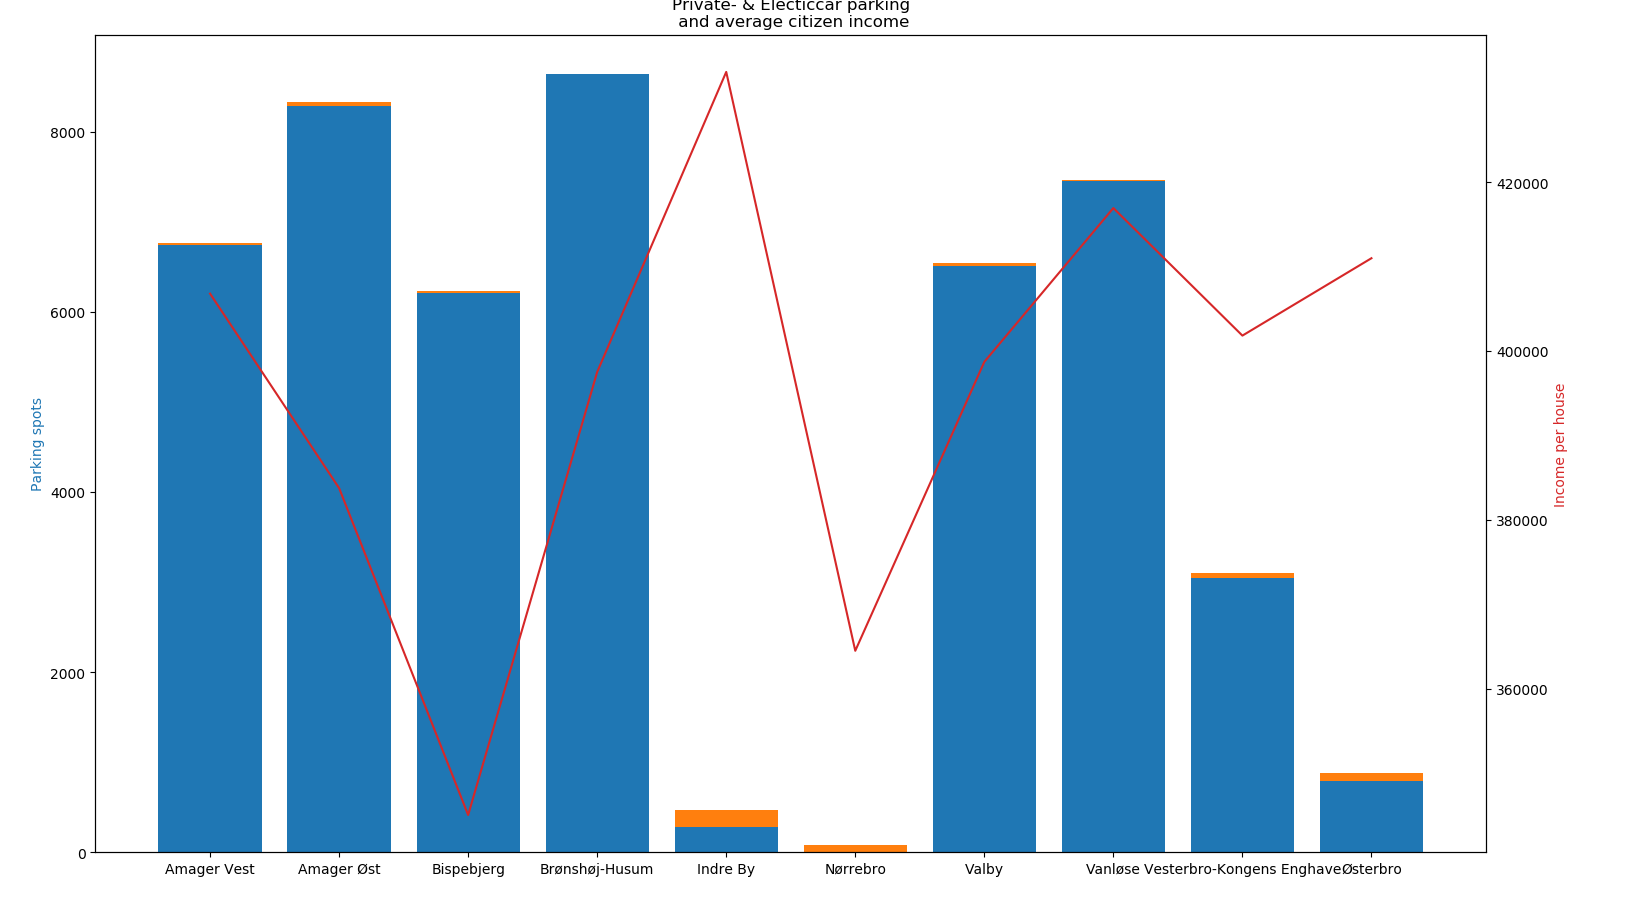 Private- & Electiccar parking
and average citizen income
8000
6000
4000
2000
0
Parking spots
420000
400000
380000
360000
Income per house
Amager Vest
Amager Øst
Bispebjerg
Brønshøj-Husum
Indre By
Nørrebro
Valby
Vanløse
Vesterbro-Kongens Enghave
Østerbro